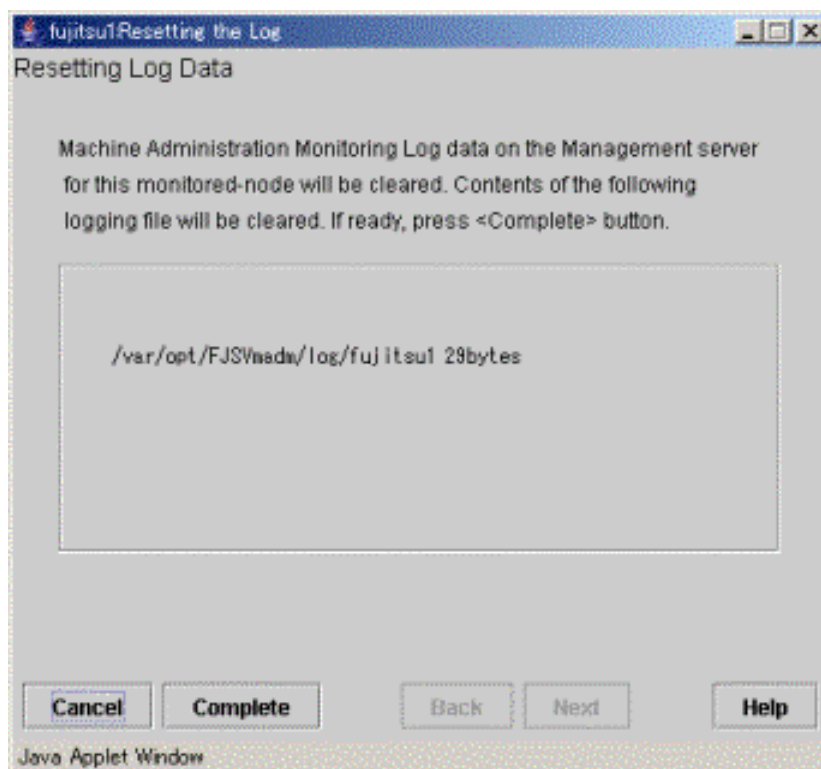 fujitsu1:Resetting the Log
Resetting Log Data
Machine Administration Monitoring Log data on the Management server
for this monitored-node will be cleared. Contents of the following
logging file will be cleared. If ready, press <Complete> button.
/var/opt/FJSVmadm/log/fujitsu1 29bytes
Cancel Complete Back Next Help
Java Applet Window